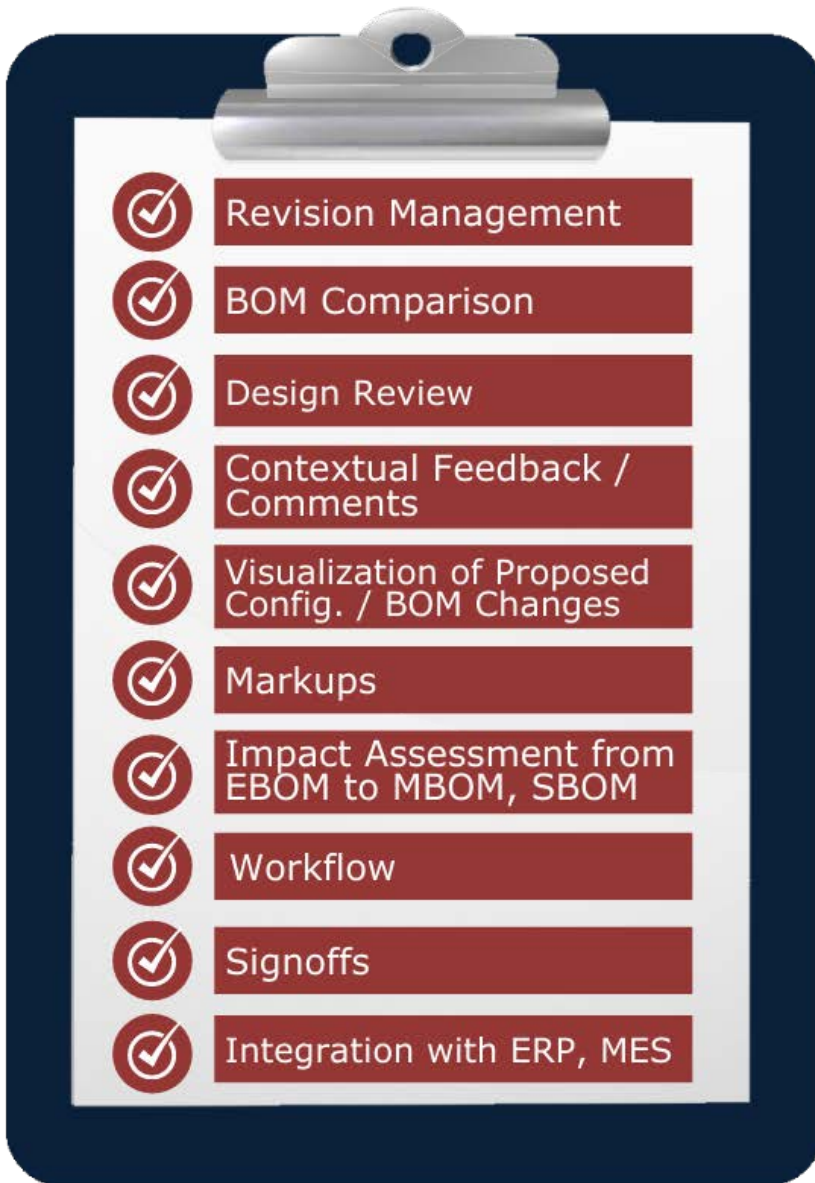 Revision Management
BOM Comparison
Design Review
Contextual Feedback /
Comments
Visualization of Proposed
Config. / BOM Changes
Markups
Impact Assessment from
EBOM to MBOM, SBOM
Workflow
Signoffs
Integration with ERP, MES